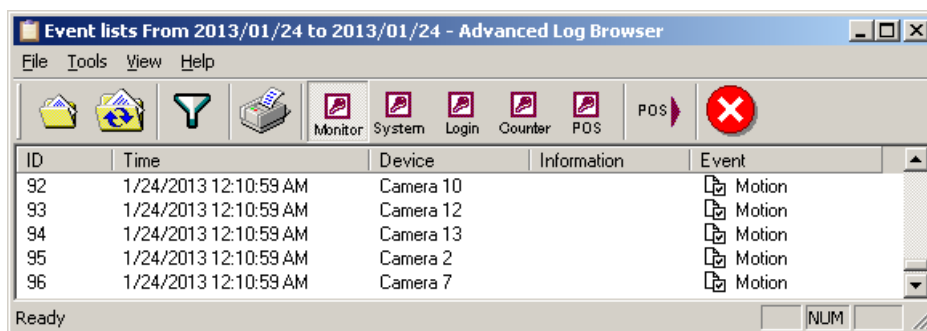 Event lists From 2013/01/24 to 2013/01/24 - Advanced Log Browser
File Tools View Help
Monitor System Login Counter POS POS
ID Time Device Information Event
92 1/24/2013 12:10:59 AM Camera 10 Motion
93 1/24/2013 12:10:59 AM Camera 12 Motion
94 1/24/2013 12:10:59 AM Camera 13 Motion
95 1/24/2013 12:10:59 AM Camera 2 Motion
96 1/24/2013 12:10:59 AM Camera 7 Motion
Ready NUM